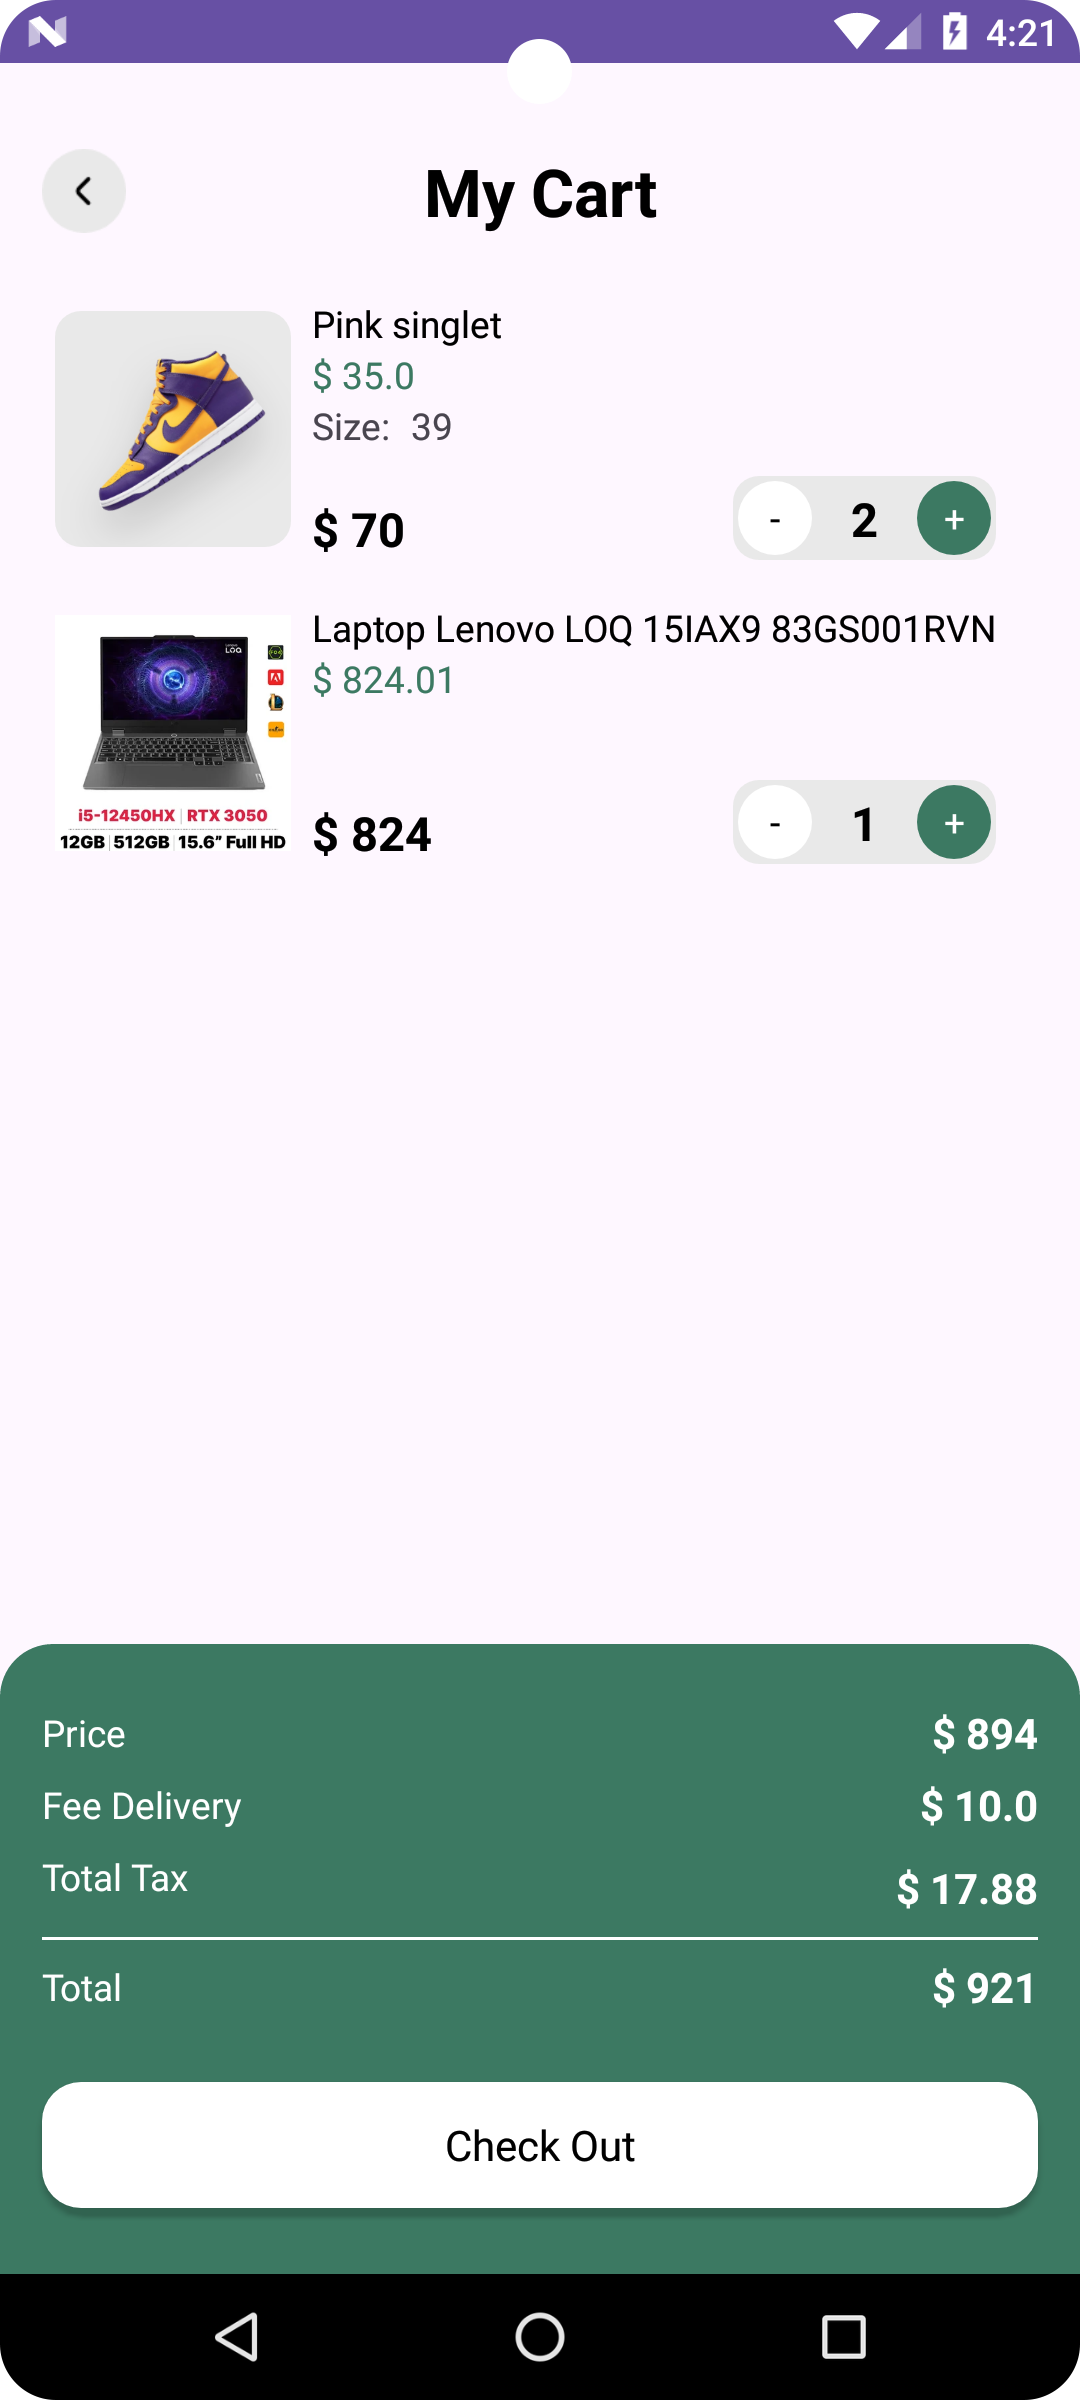 4:21
My Cart
Pink singlet
$ 35.0
Size: 39
$ 70
- 2 +
Laptop Lenovo LOQ 15IAX9 83GS001RVN
$ 824.01
LOQ
i5-12450HX RTX 3050
12GB 512GB 15.6" Full HD
$ 824
- 1 +
Price $ 894
Fee Delivery $ 10.0
Total Tax $ 17.88
Total $ 921
Check Out